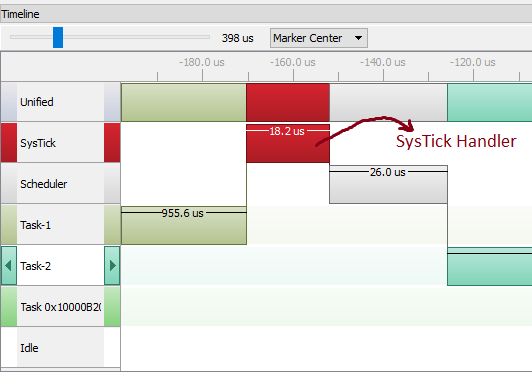 Timeline
398 us Marker Center
-180.0 us -160.0 us -140.0 us -120.0 us
Unified
SysTick 18.2 us SysTick Handler
Scheduler 26.0 us
Task-1 955.6 us
Task-2
Task 0x10000B20
Idle